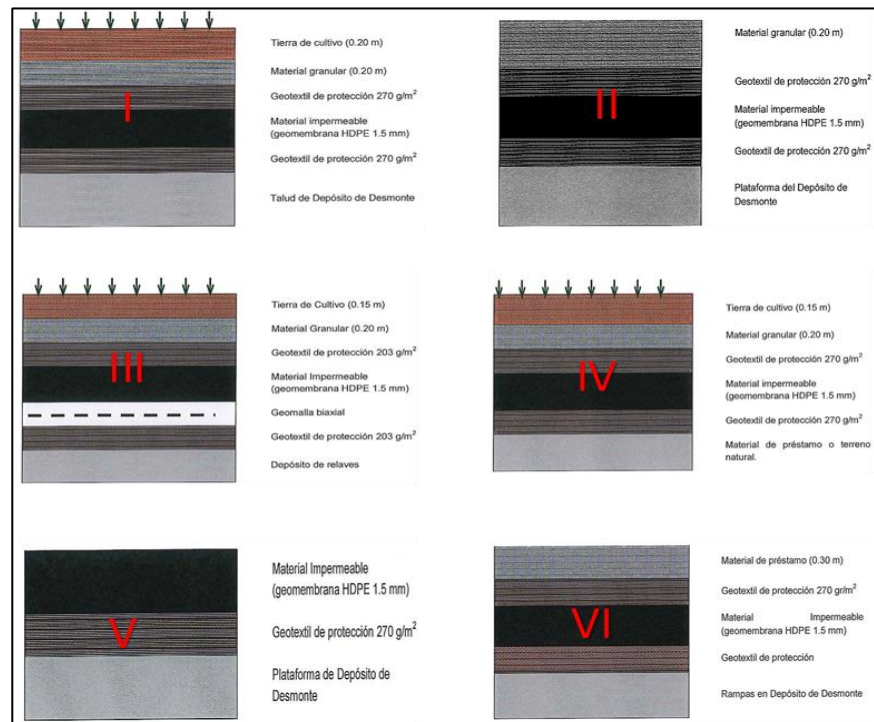 I
Tierra de cultivo (0.20 m)
Material granular (0.20 m)
Geotextil de protección 270 g/m²
Material impermeable
(geomembrana HDPE 1.5 mm)
Geotextil de protección 270 g/m²
Talud de Depósito de Desmonte
II
Material granular (0.20 m)
Geotextil de protección 270 g/m²
Material impermeable
(geomembrana HDPE 1.5 mm)
Geotextil de protección 270 g/m²
Plataforma del Depósito de
Desmonte
III
Tierra de Cultivo (0.15 m)
Material Granular (0.20 m)
Geotextil de protección 203 g/m²
Material Impermeable
(geomembrana HDPE 1.5 mm)
Geomalla biaxial
Geotextil de protección 203 g/m²
Depósito de relaves
IV
Tierra de cultivo (0.15 m)
Material granular (0.20 m)
Geotextil de protección 270 g/m²
Material impermeable
(geomembrana HDPE 1.5 mm)
Geotextil de protección 270 g/m²
Material de préstamo o terreno
natural.
V
Material Impermeable
(geomembrana HDPE 1.5 mm)
Geotextil de protección 270 g/m²
Plataforma de Depósito de
Desmonte
VI
Material de préstamo (0.30 m)
Geotextil de protección 270 gr/m²
Material Impermeable
(geomembrana HDPE 1.5 mm)
Geotextil de protección
Rampas en Depósito de Desmonte